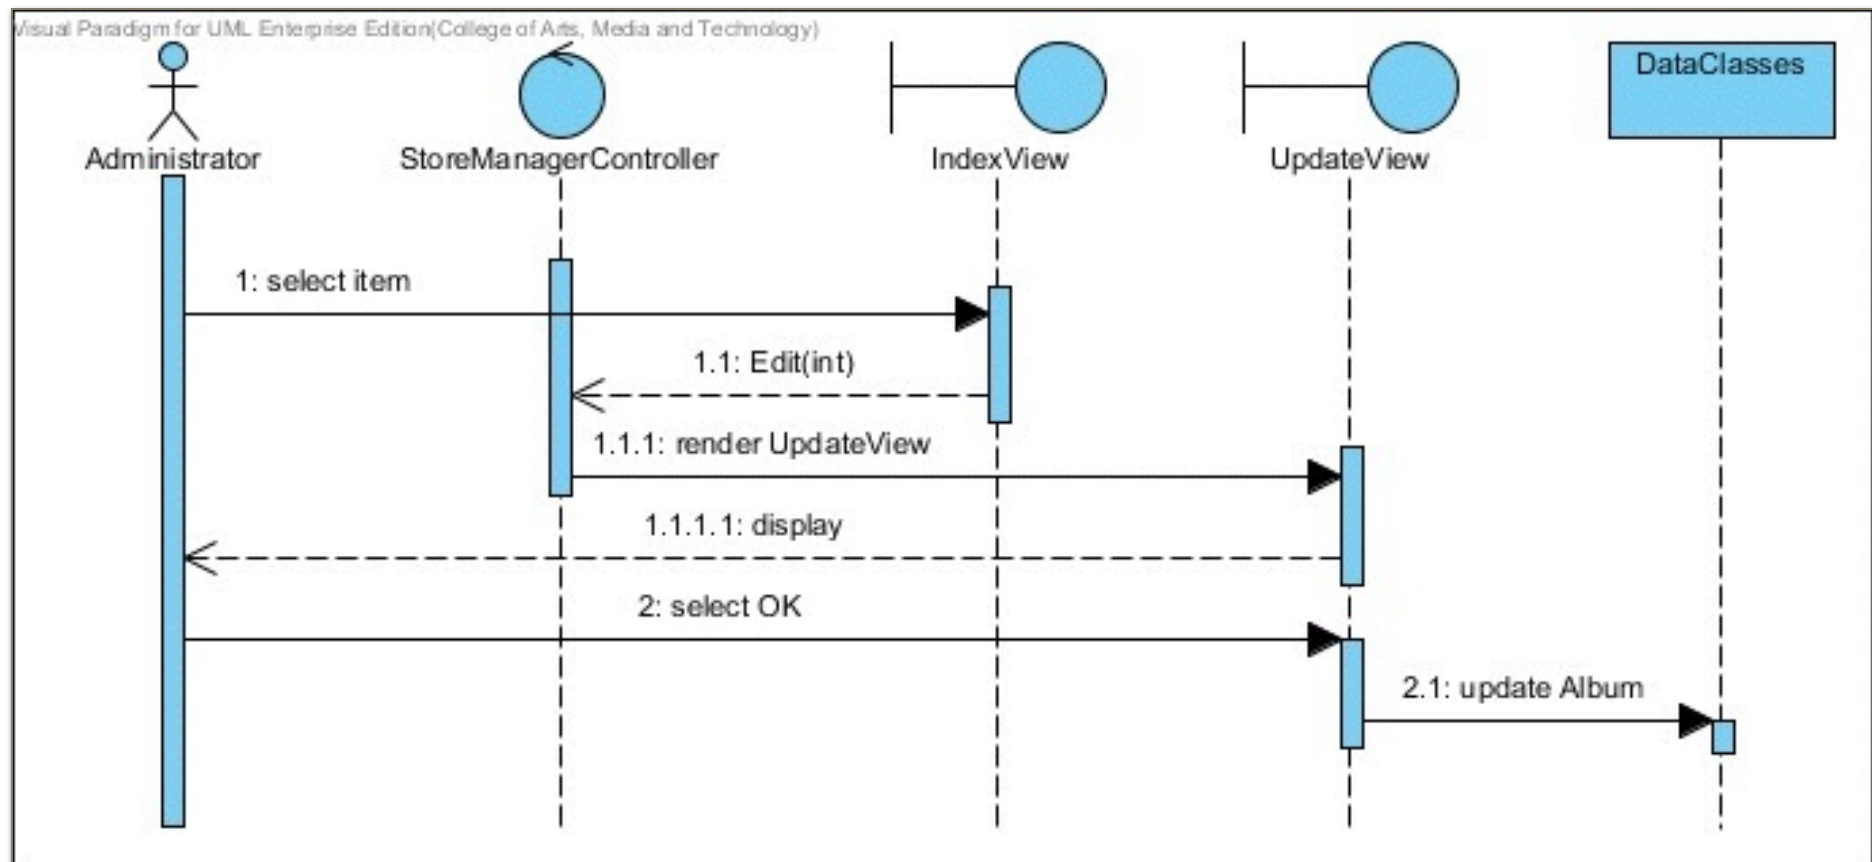 Visual Paradigm for UML Enterprise Edition(College of Arts, Media and Technology)
DataClasses
Administrator
StoreManagerController
IndexView
UpdateView
1: select item
1.1: Edit(int)
1.1.1: render UpdateView
1.1.1.1: display
2: select OK
2.1: update Album